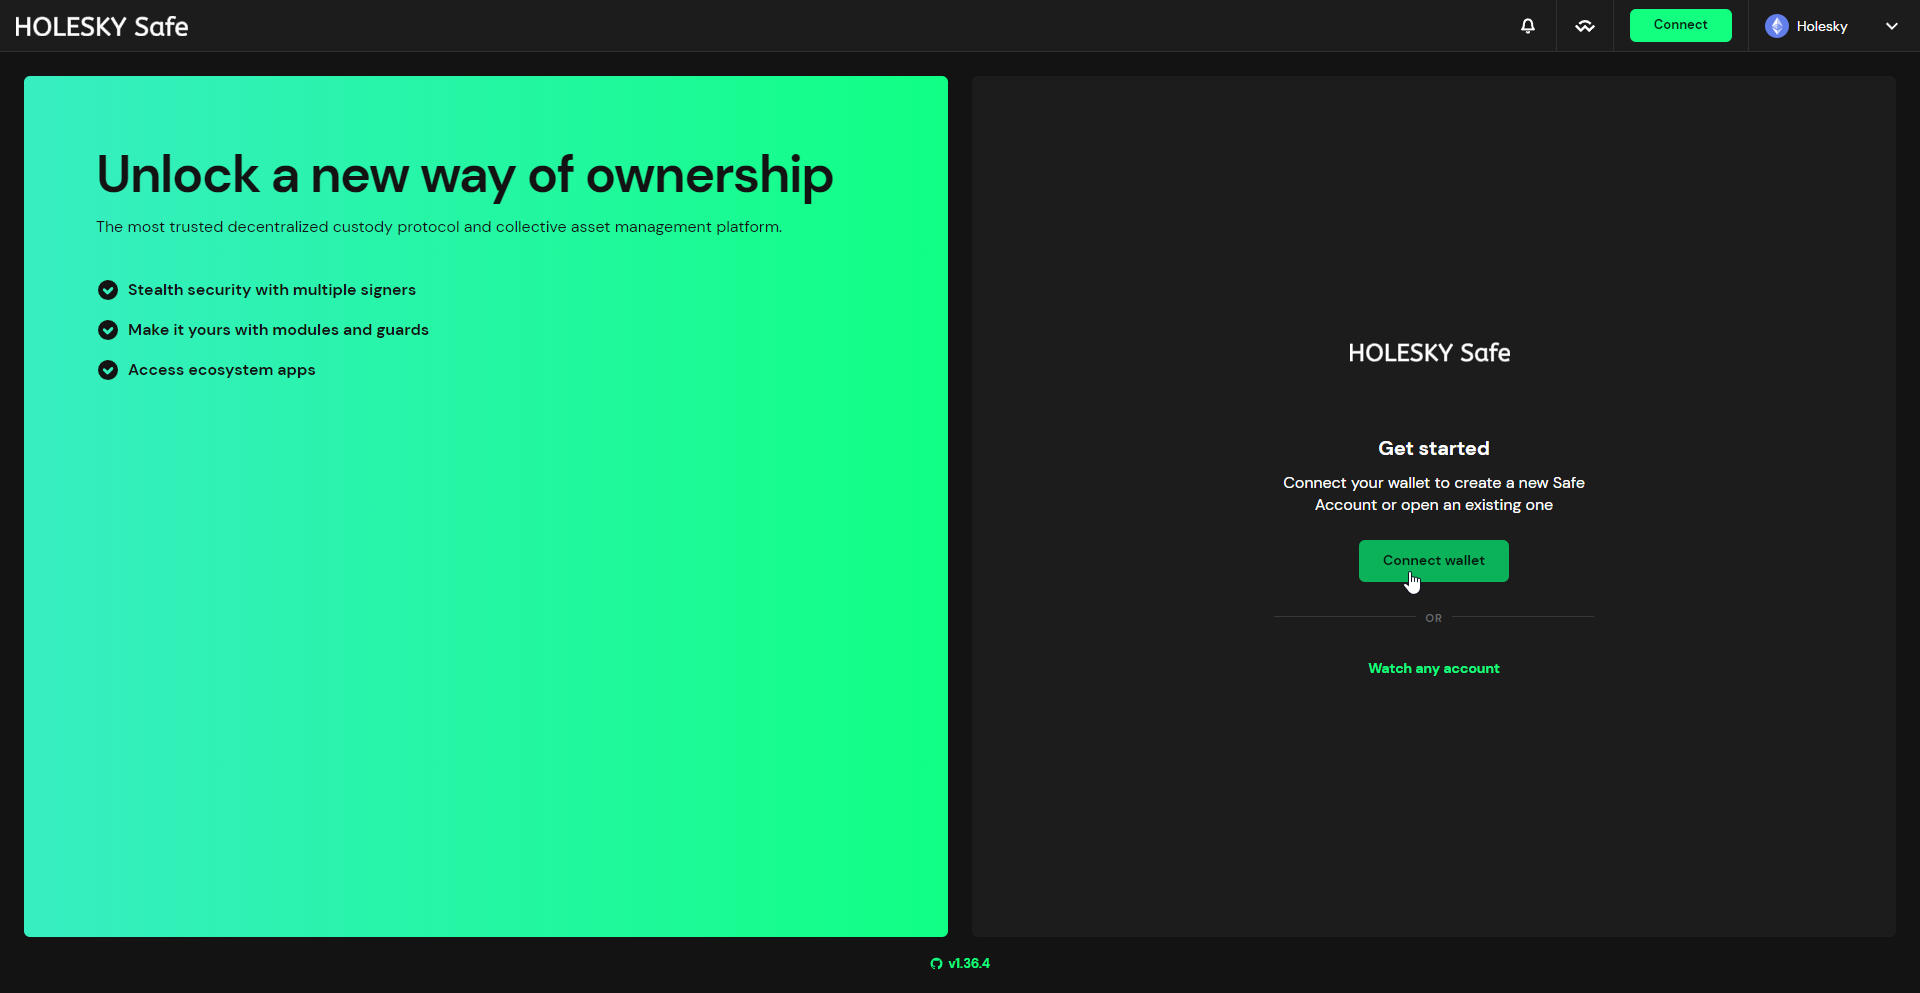 HOLESKY Safe
Connect
Holesky
Unlock a new way of ownership
The most trusted decentralized custody protocol and collective asset management platform.
Stealth security with multiple signers
Make it yours with modules and guards
Access ecosystem apps
HOLESKY Safe
Get started
Connect your wallet to create a new Safe
Account or open an existing one
Connect wallet
OR
Watch any account
v1.36.4